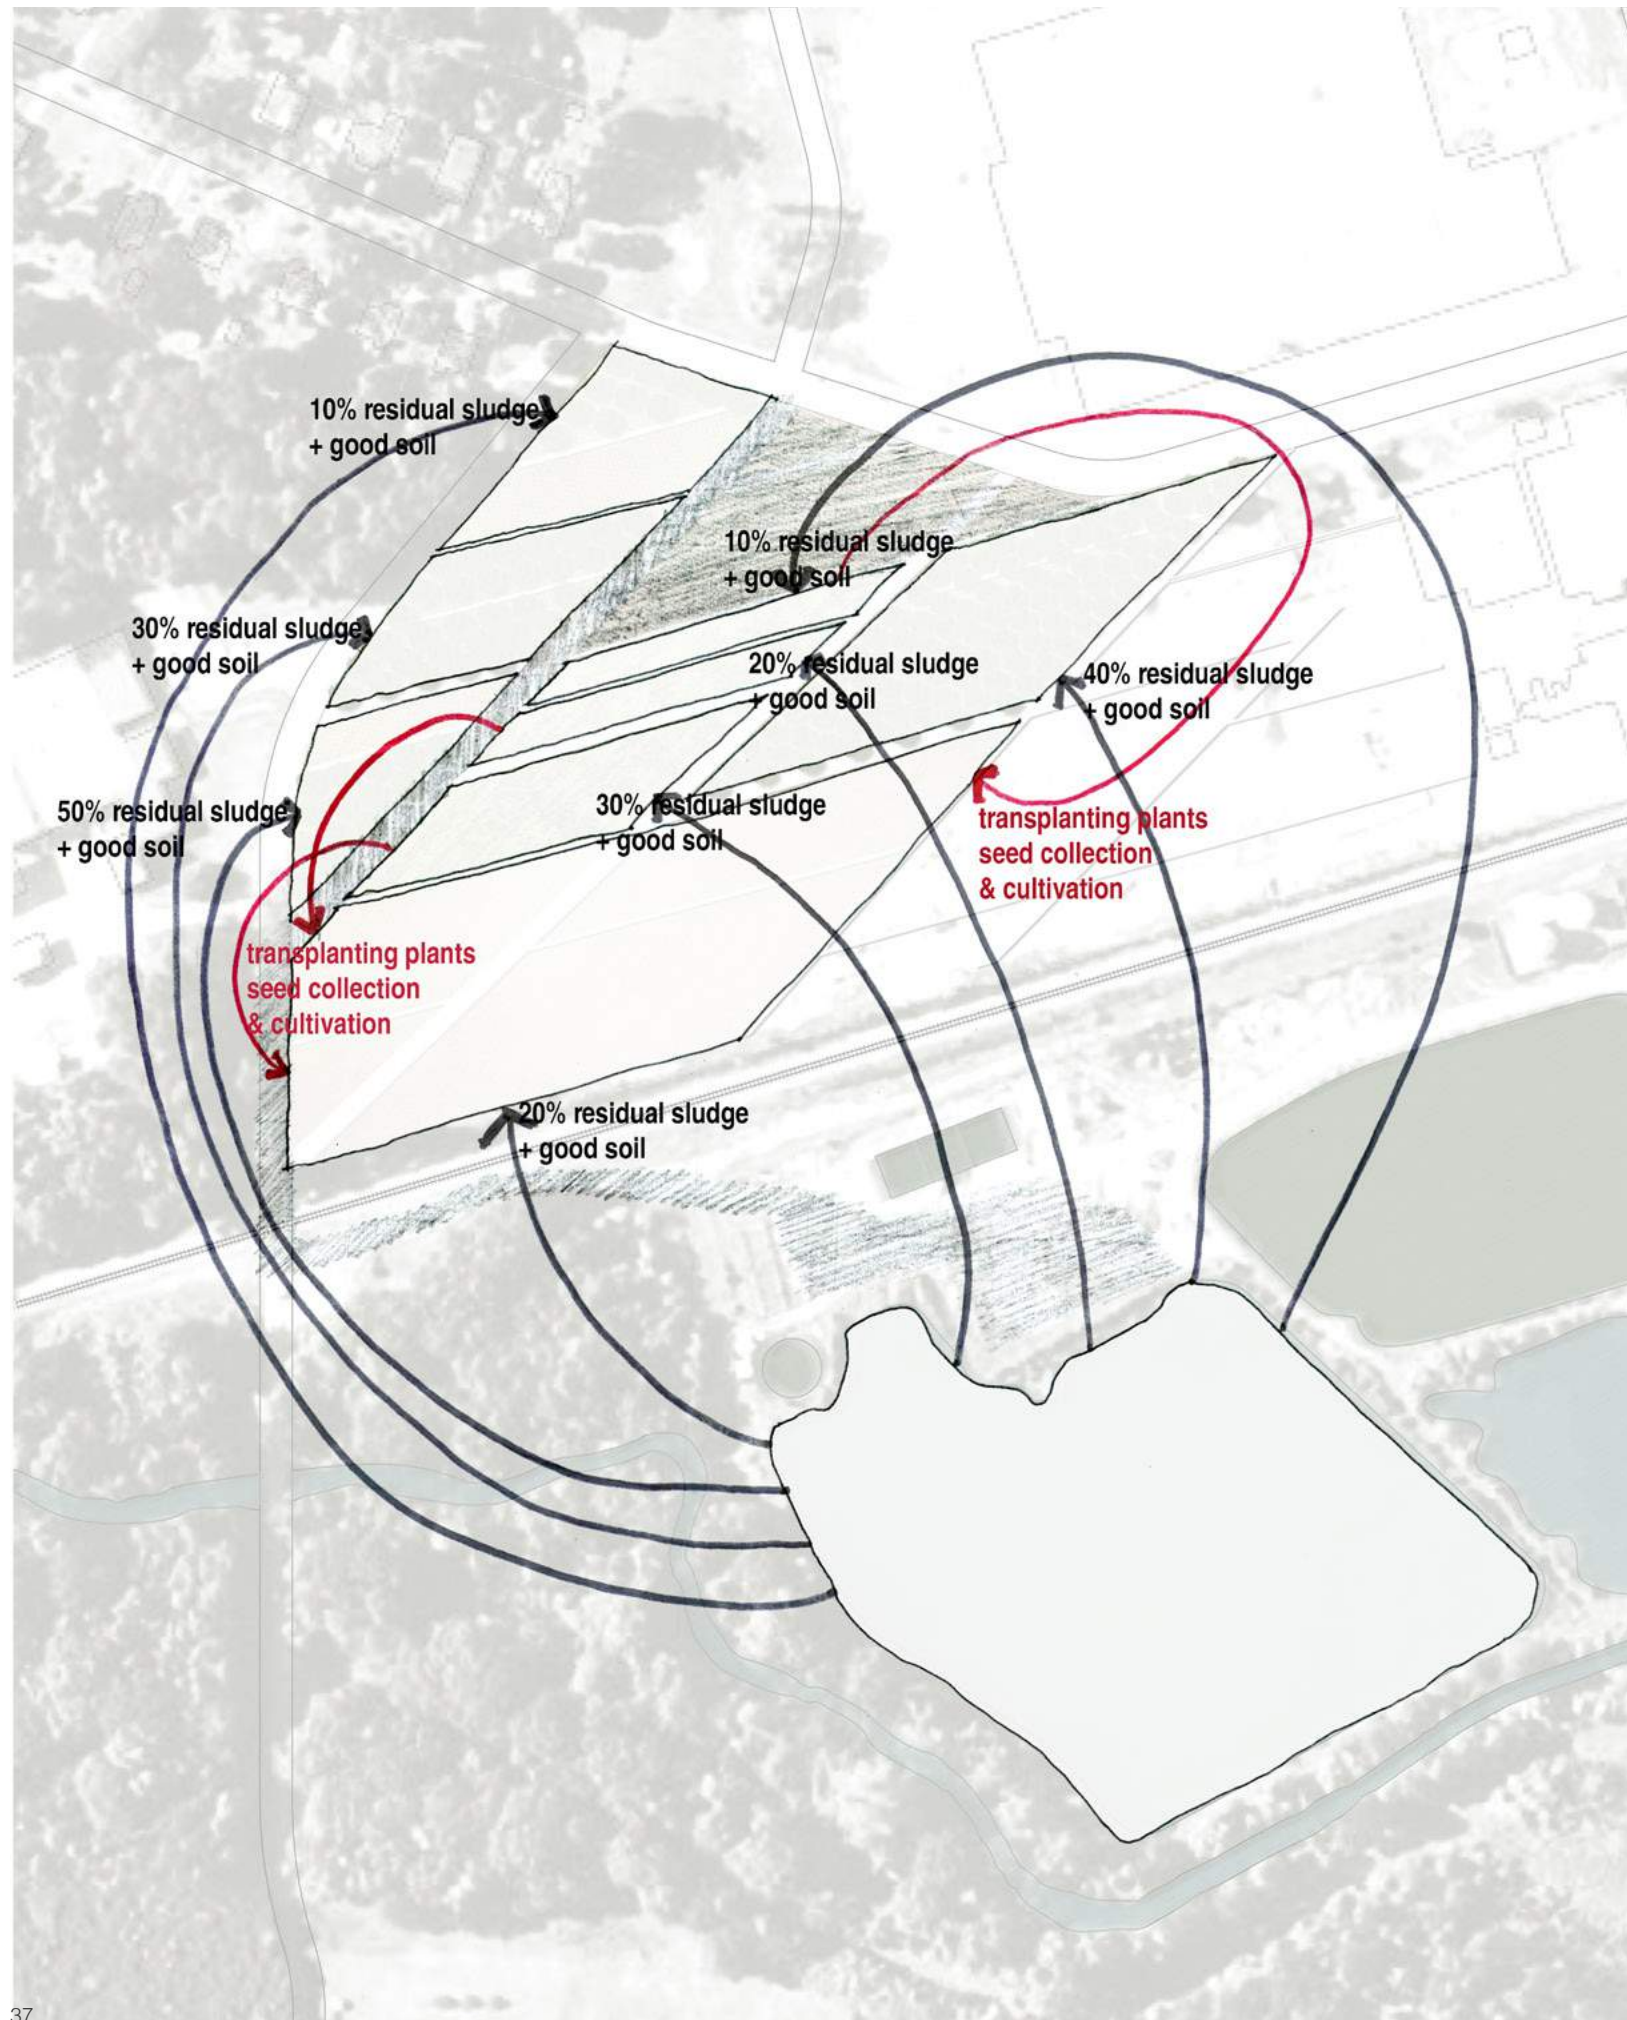 10% residual sludge
+ good soil
10% residual sludge
+ good soil
30% residual sludge
+ good soil
20% residual sludge
+ good soil
40% residual sludge
+ good soil
50% residual sludge
+ good soil
30% residual sludge
+ good soil
transplanting plants
seed collection
& cultivation
transplanting plants
seed collection
& cultivation
20% residual sludge
+ good soil
37